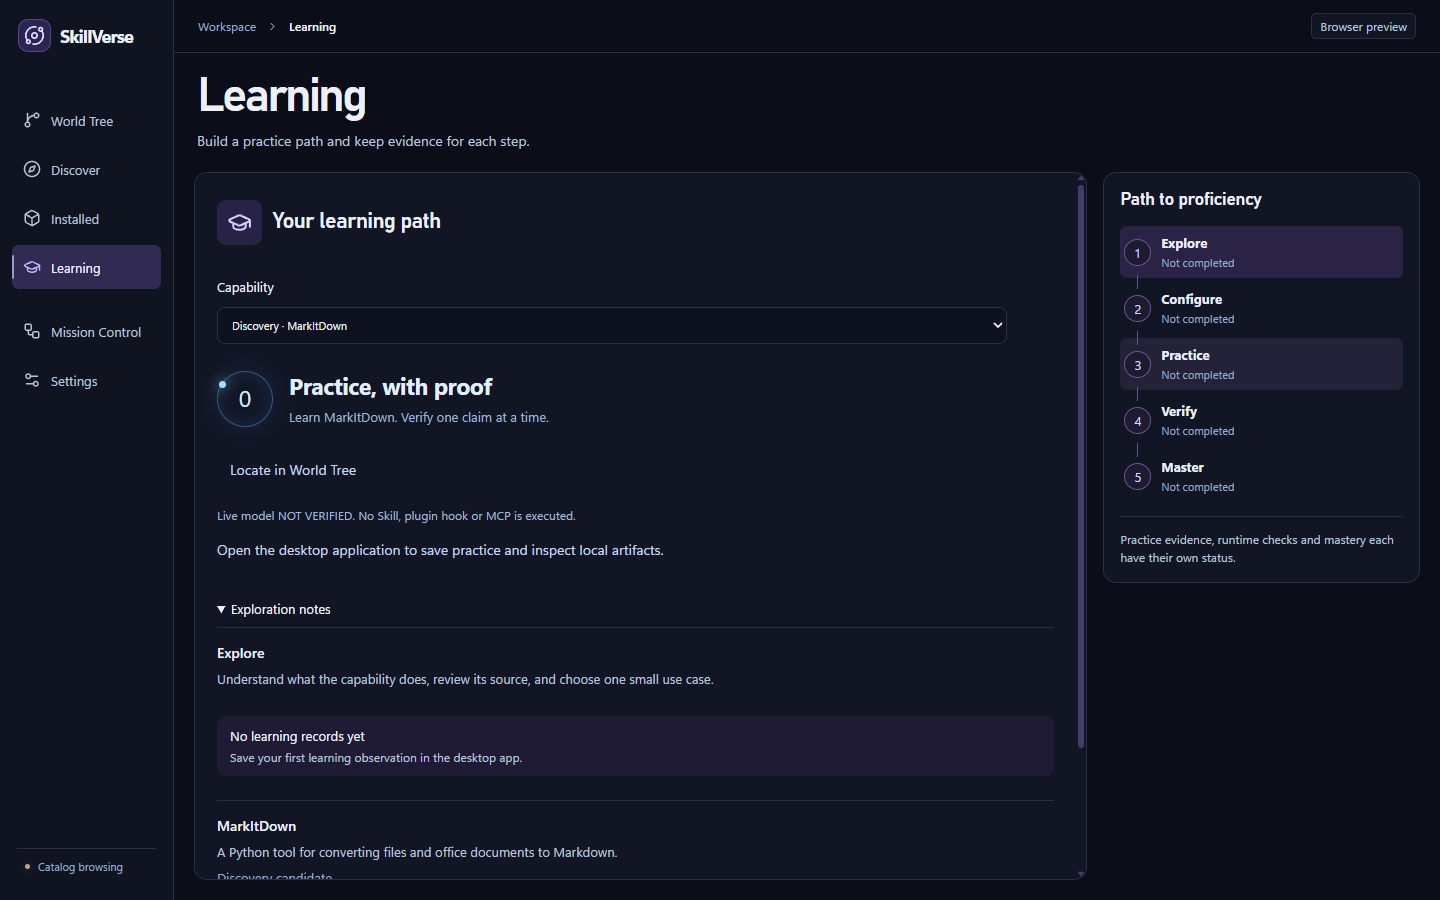 SkillVerse
World Tree
Discover
Installed
Learning
Mission Control
Settings
Catalog browsing
Workspace > Learning
Browser preview
Learning
Build a practice path and keep evidence for each step.
Your learning path
Capability
Discovery · MarkItDown
0
Practice, with proof
Learn MarkItDown. Verify one claim at a time.
Locate in World Tree
Live model NOT VERIFIED. No Skill, plugin hook or MCP is executed.
Open the desktop application to save practice and inspect local artifacts.
Exploration notes
Explore
Understand what the capability does, review its source, and choose one small use case.
No learning records yet
Save your first learning observation in the desktop app.
MarkItDown
A Python tool for converting files and office documents to Markdown.
Discovery candidate
Path to proficiency
1
Explore
Not completed
2
Configure
Not completed
3
Practice
Not completed
4
Verify
Not completed
5
Master
Not completed
Practice evidence, runtime checks and mastery each
have their own status.